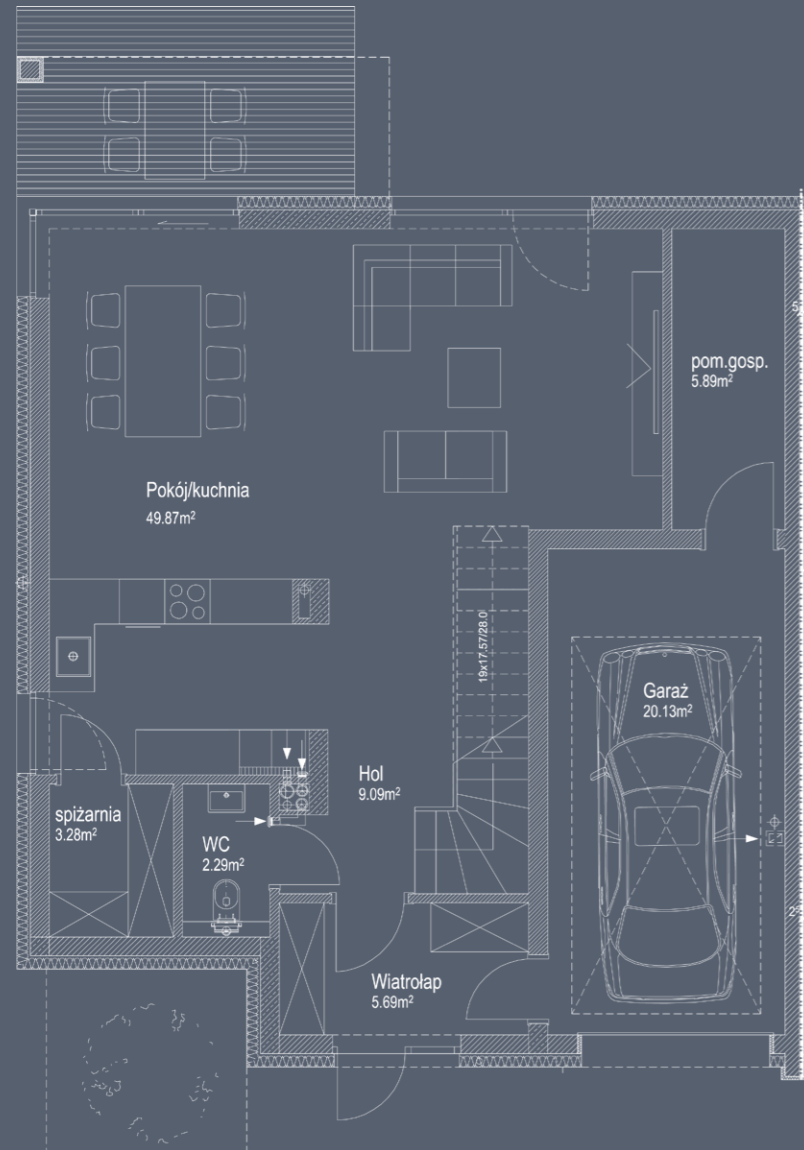 pom.gosp.
5.89m²
Pokój/kuchnia
49.87m²
19x17.57/28.0
Garaż
20.13m²
Hol
9.09m²
spiżarnia
3.28m²
WC
2.29m²
Wiatrołap
5.69m²